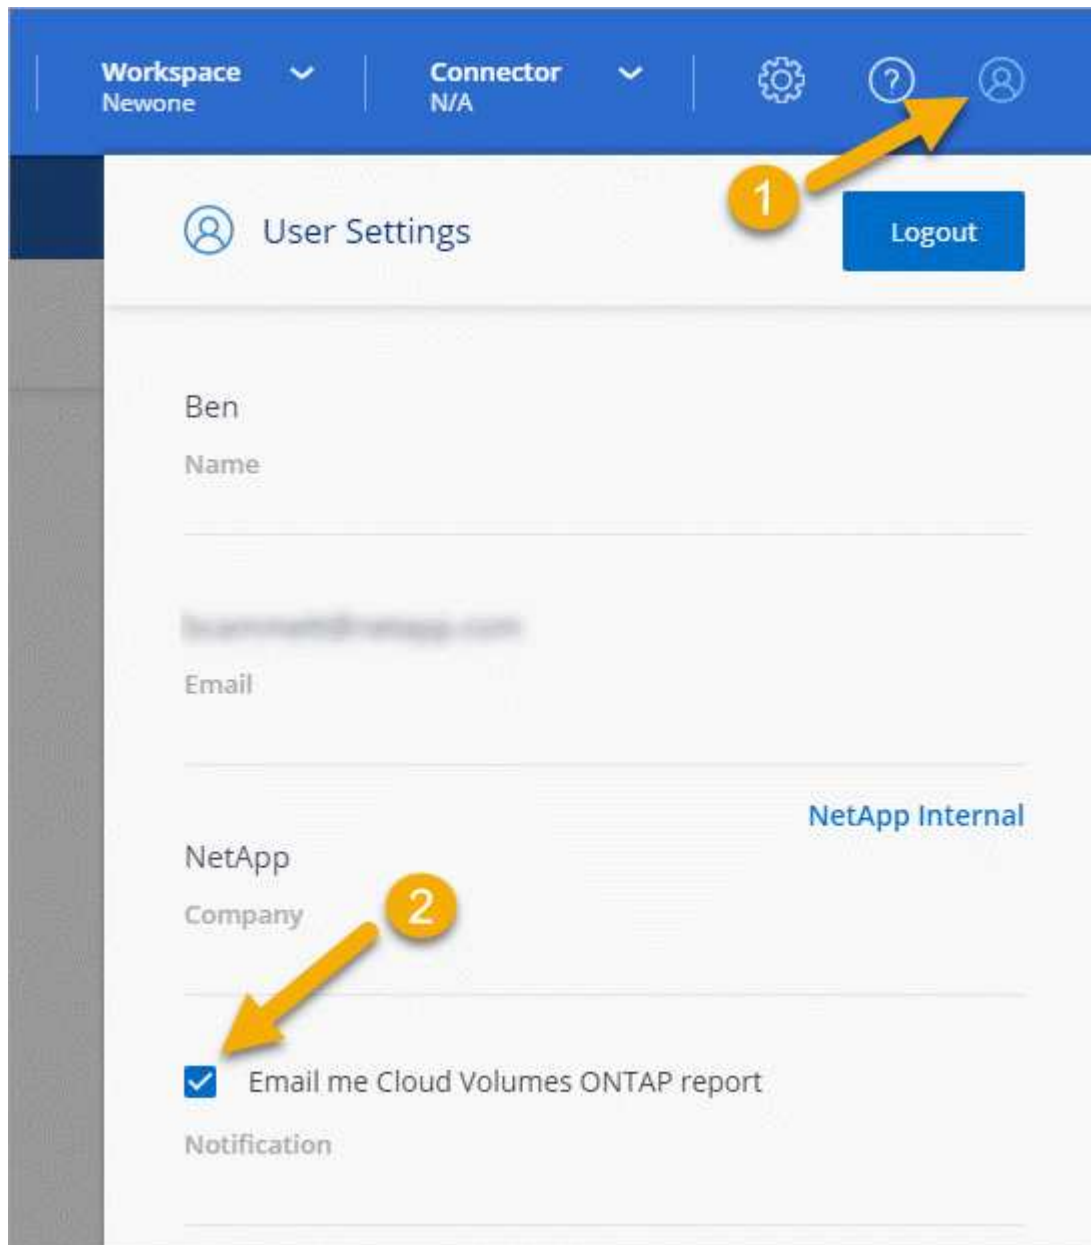 Workspace
Newone
Connector
N/A
1
User Settings
Logout
Ben
Name
Email
NetApp Internal
NetApp
Company
2
Email me Cloud Volumes ONTAP report
Notification